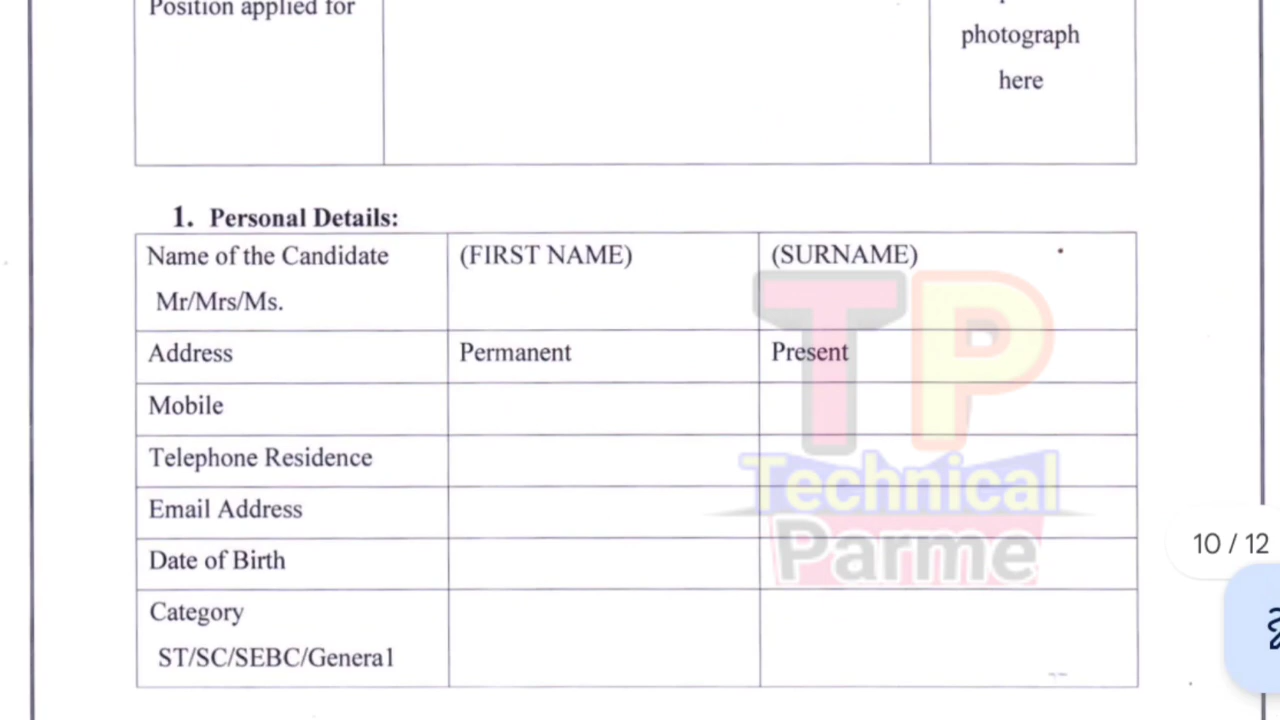 Position applied for
photograph
here
1. Personal Details:
Name of the Candidate
Mr/Mrs/Ms.
(FIRST NAME)
(SURNAME)
Address
Permanent
Present
Mobile
Telephone Residence
Email Address
Date of Birth
Category
ST/SC/SEBC/General
TP
Technical
Parme
10 / 12